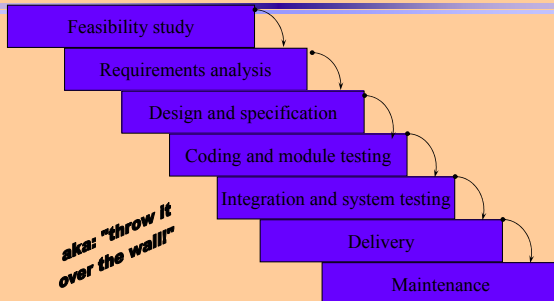 Feasibility study
Requirements analysis
Design and specification
Coding and module testing
Integration and system testing
Delivery
Maintenance
aka: "throw it
over the wall!"